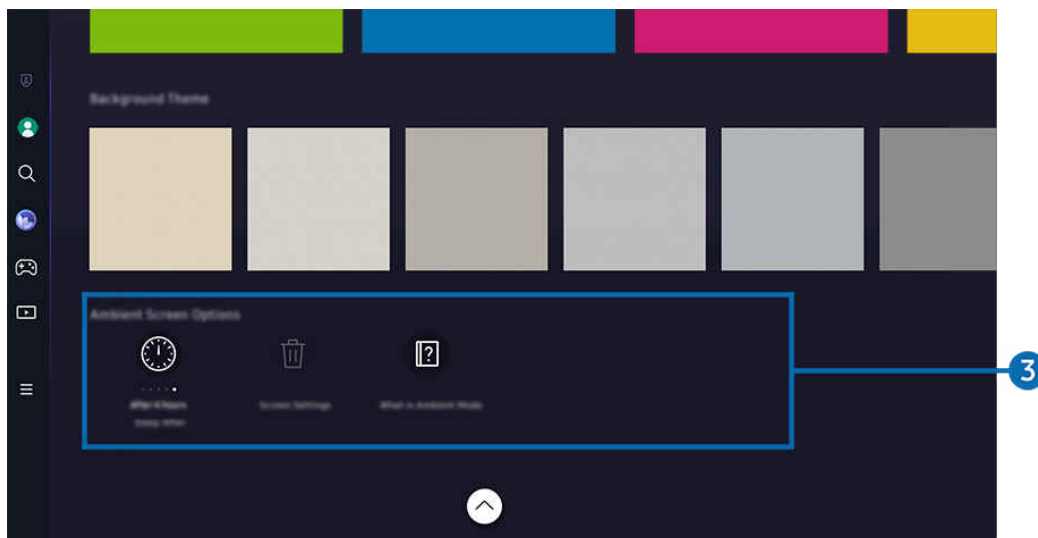 Background Theme
Ambient Screen Options
After 4 hours
Screen Settings
What is Ambient Mode
Sleep After
3